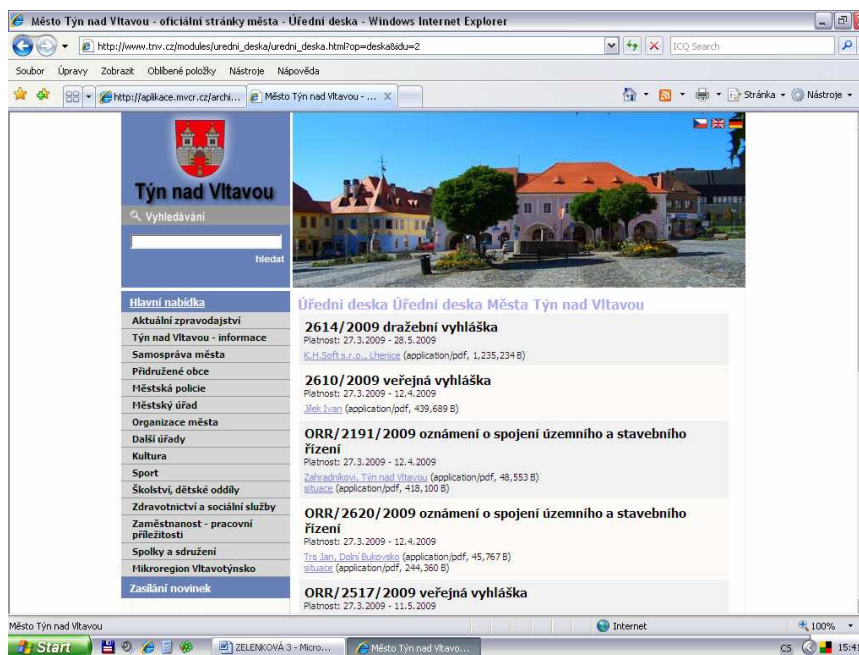 Město Týn nad Vltavou - oficiální stránky města - Úřední deska - Windows Internet Explorer
http://www.tnv.cz/modules/uredni_deska/uredni_deska.html?op=deska&idu=2
ICQ Search
Soubor Úpravy Zobrazit Oblíbené položky Nástroje Nápověda
http://aplikace.mvcr.cz/archi... Město Týn nad Vltavou - ... Stránka Nástroje
Týn nad Vltavou
Vyhledávání
hledat
Hlavní nabídka
Aktuální zpravodajství
Týn nad Vltavou - informace
Samospráva města
Přidružené obce
Městská policie
Městský úřad
Organizace města
Další úřady
Kultura
Sport
Školství, dětské oddíly
Zdravotnictví a sociální služby
Zaměstnanost - pracovní
příležitosti
Spolky a sdružení
Mikroregion Vltavotýnsko
Zasílání novinek
Úřední deska Úřední deska Města Týn nad Vltavou
2614/2009 dražební vyhláška
Platnost: 27.3.2009 - 28.5.2009
K.H.Soft s.r.o., Lhenice (application/pdf, 1,235,234 B)
2610/2009 veřejná vyhláška
Platnost: 27.3.2009 - 12.4.2009
Jílek Ivan (application/pdf, 439,689 B)
ORR/2191/2009 oznámení o spojení územního a stavebního
řízení
Platnost: 27.3.2009 - 12.4.2009
Zahradníkovi, Týn nad Vltavou (application/pdf, 48,553 B)
situace (application/pdf, 418,100 B)
ORR/2620/2009 oznámení o spojení územního a stavebního
řízení
Platnost: 27.3.2009 - 12.4.2009
Trs Jan, Dolní Bukovsko (application/pdf, 45,767 B)
situace (application/pdf, 244,360 B)
ORR/2517/2009 veřejná vyhláška
Platnost: 27.3.2009 - 11.5.2009
Město Týn nad Vltavou Internet 100%
Start ZELENKOVÁ 3 - Micro... Město Týn nad Vltavo... CS 15:41